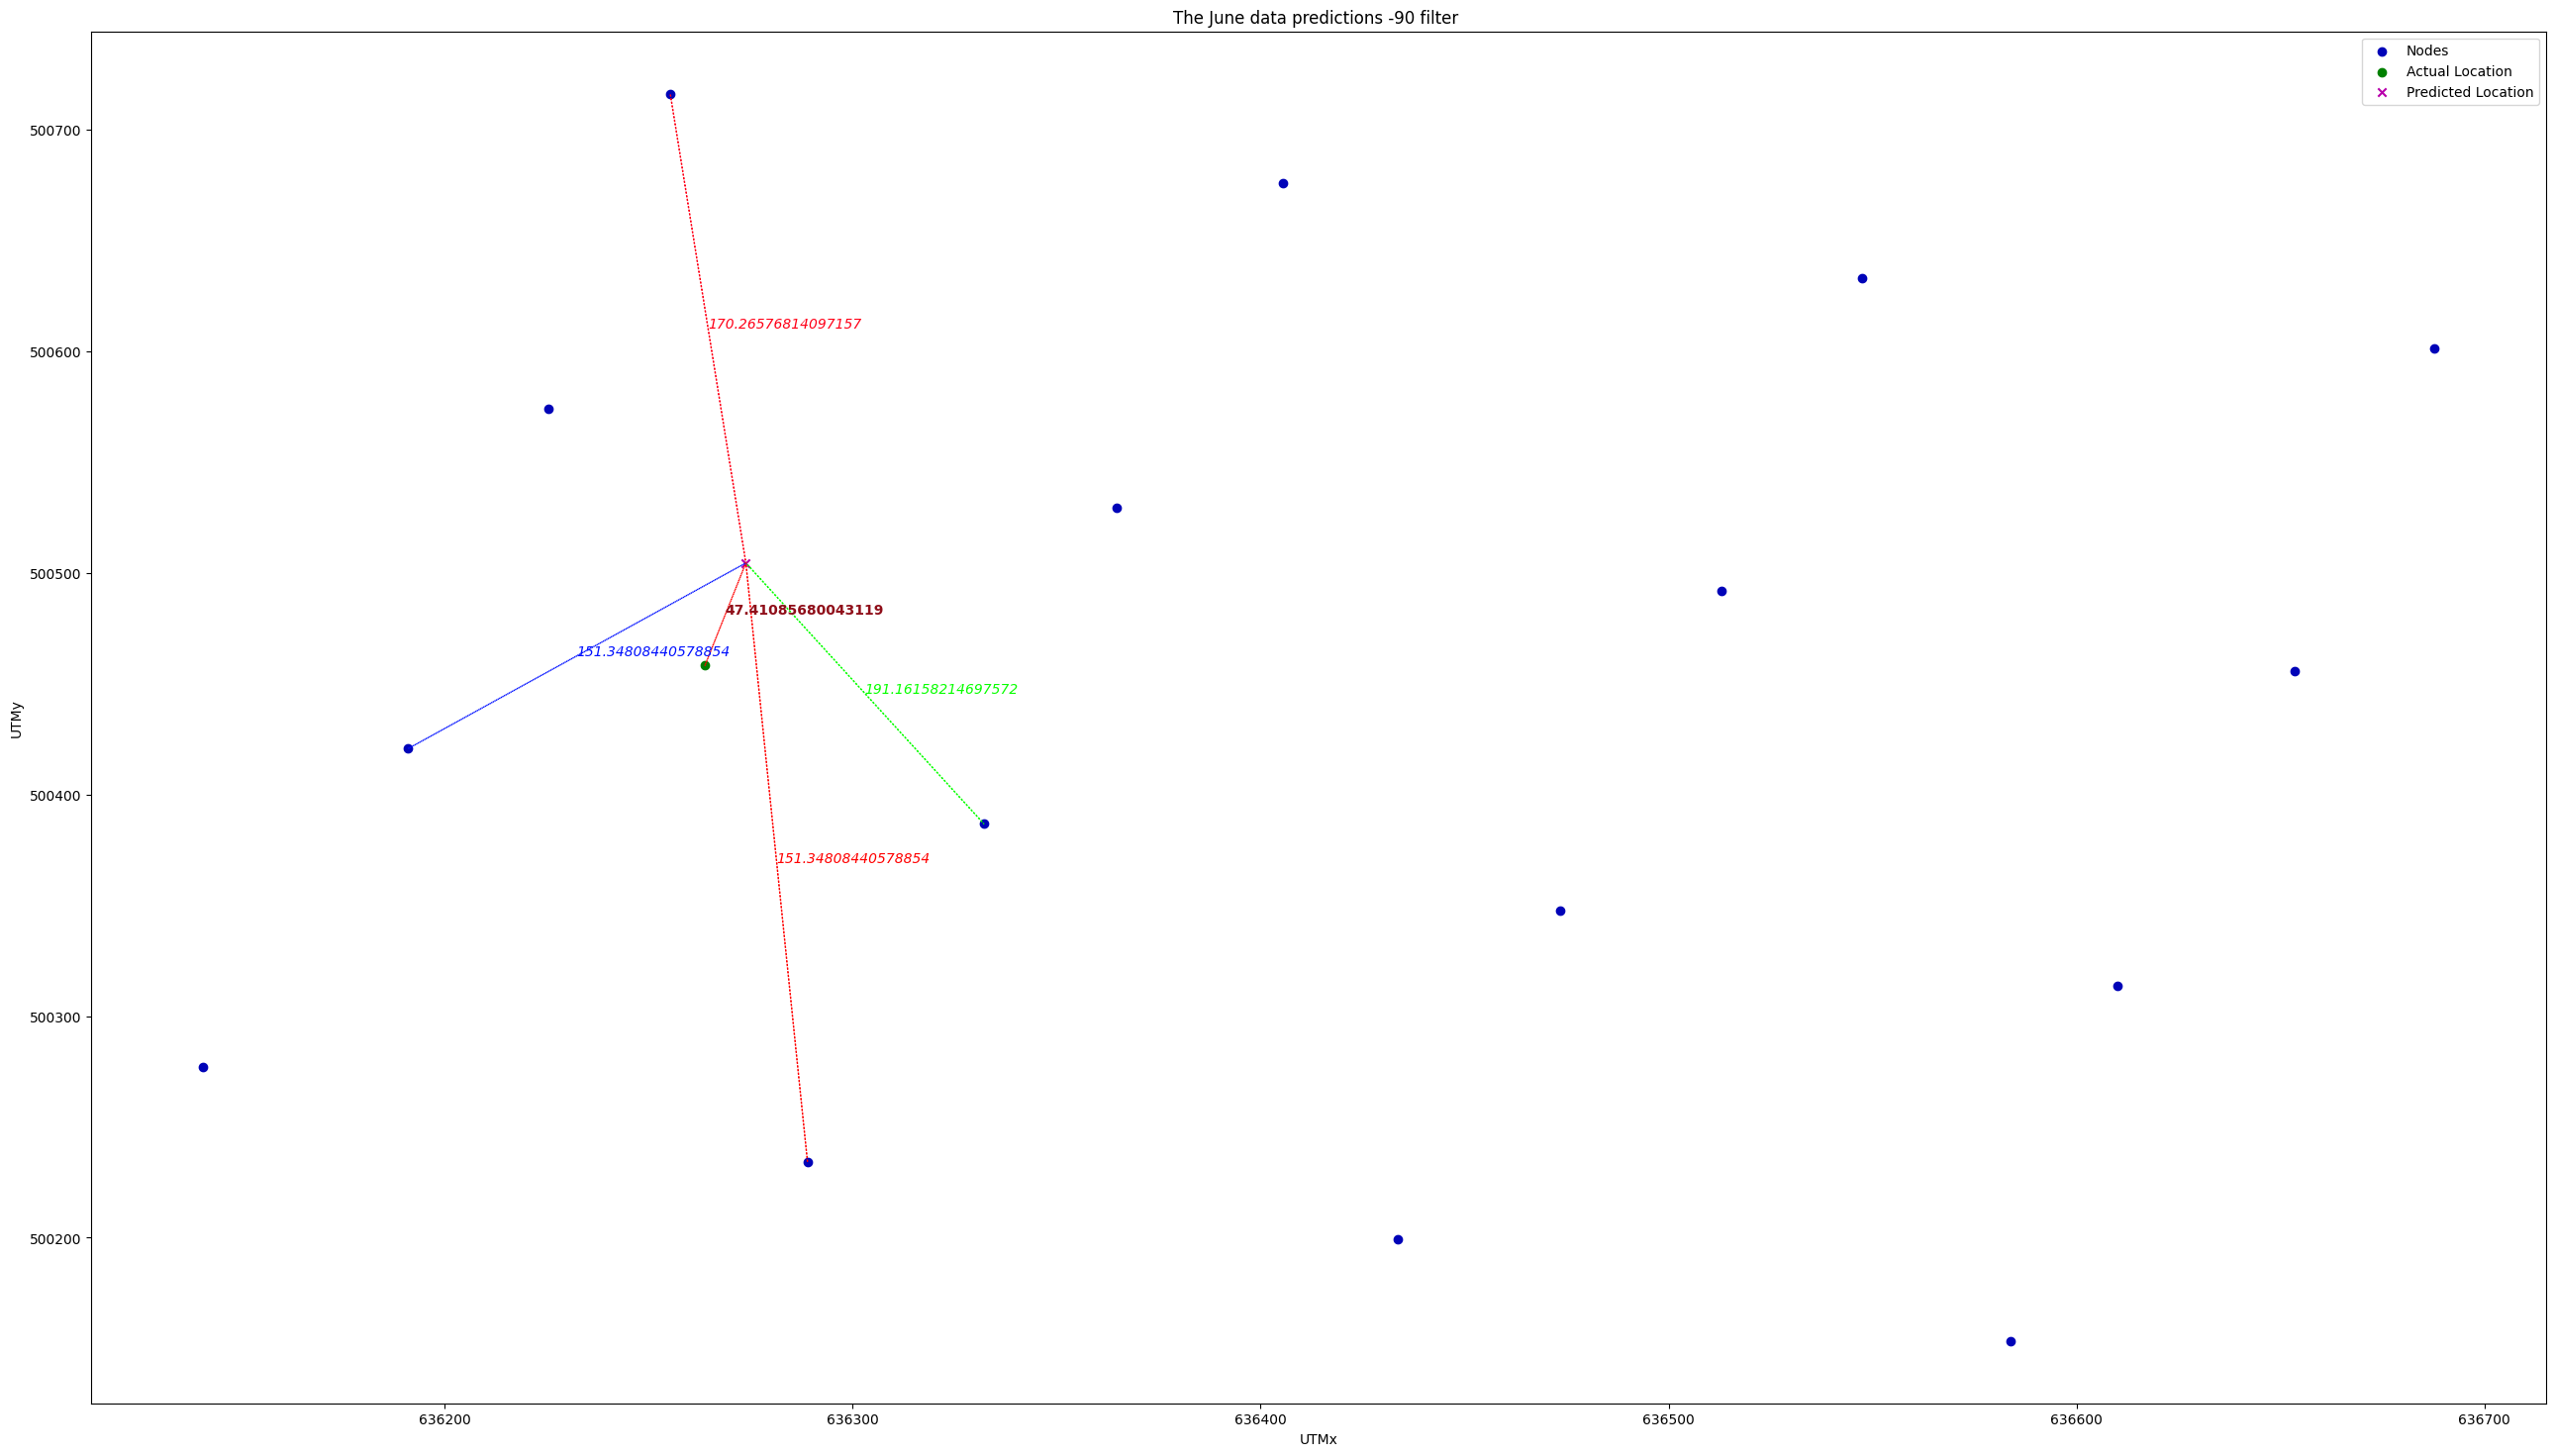 The June data predictions -90 filter
Nodes
Actual Location
Predicted Location
500700
170.26576814097157
500600
500500
47.41085680043119
151.34808440578854
191.16158214697572
UTMy
500400
151.34808440578854
500300
500200
636200
636300
636400
636500
636600
636700
UTMx